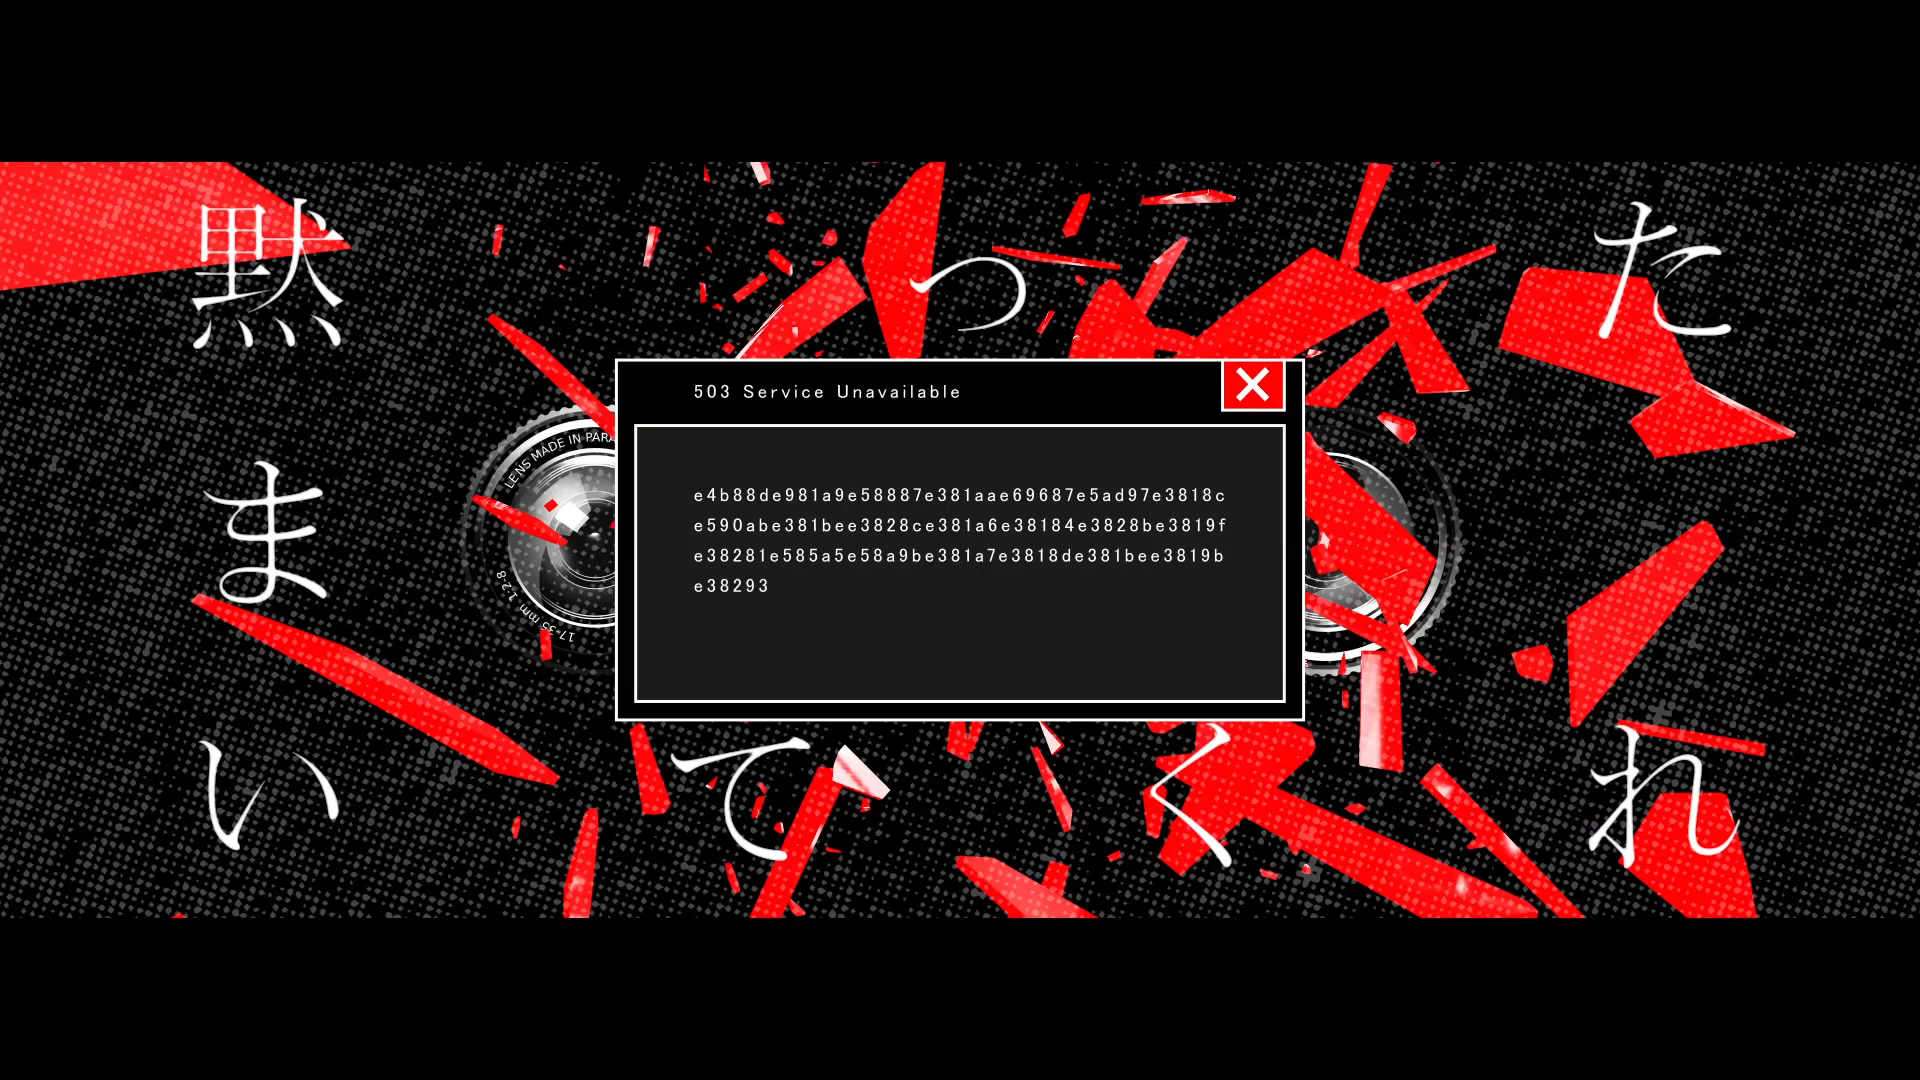 黙 っ た
503 Service Unavailable
LENS MADE IN PARA
e4b88de981a9e58887e381aae69687e5ad97e3818c
e590abe381bee3828ce381a6e38184e3828be3819f
e38281e585a5e58a9be381a7e3818de381bee3819b
e38293
ま
17-35 mm 1:2.8
い て く れ